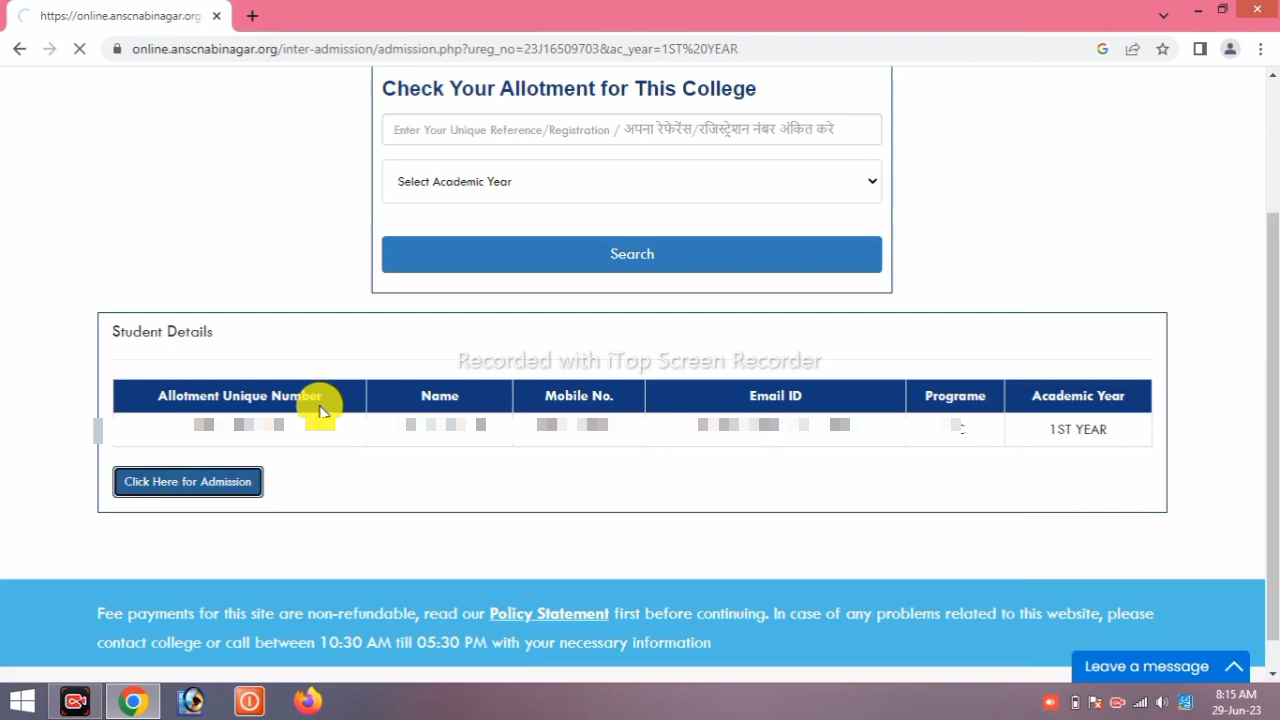 https://online.anscnabinagar.org
online.anscnabinagar.org/inter-admission/admission.php?ureg_no=23J16509703&ac_year=1ST%20YEAR
Check Your Allotment for This College
Enter Your Unique Reference/Registration / अपना रेफेरेंस/रजिस्ट्रेशन नंबर अंकित करे
Select Academic Year
Search
Student Details
Recorded with iTop Screen Recorder
Allotment Unique Number Name Mobile No. Email ID Programe Academic Year
1ST YEAR
Click Here for Admission
Fee payments for this site are non-refundable, read our Policy Statement first before continuing. In case of any problems related to this website, please
contact college or call between 10:30 AM till 05:30 PM with your necessary information
Leave a message
8:15 AM
29-Jun-23